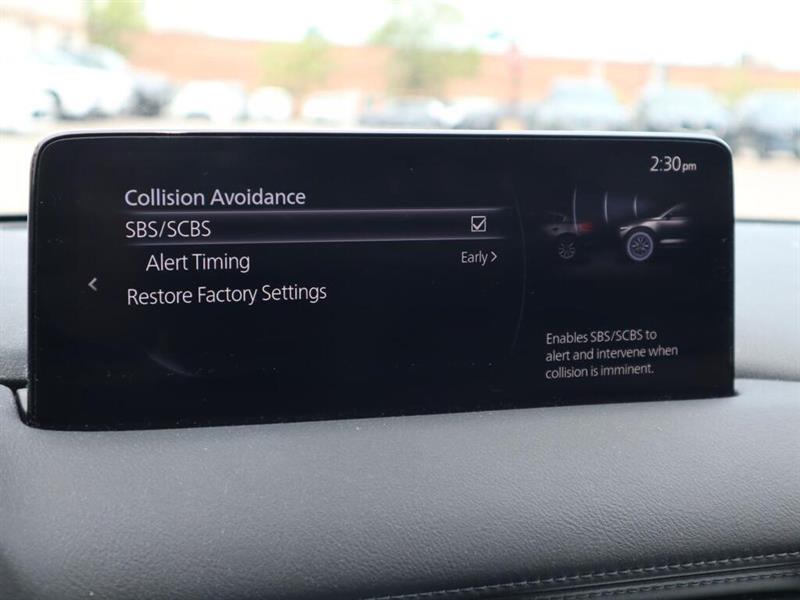 2:30pm
Collision Avoidance
SBS/SCBS
Alert Timing Early >
Restore Factory Settings
Enables SBS/SCBS to
alert and intervene when
collision is imminent.